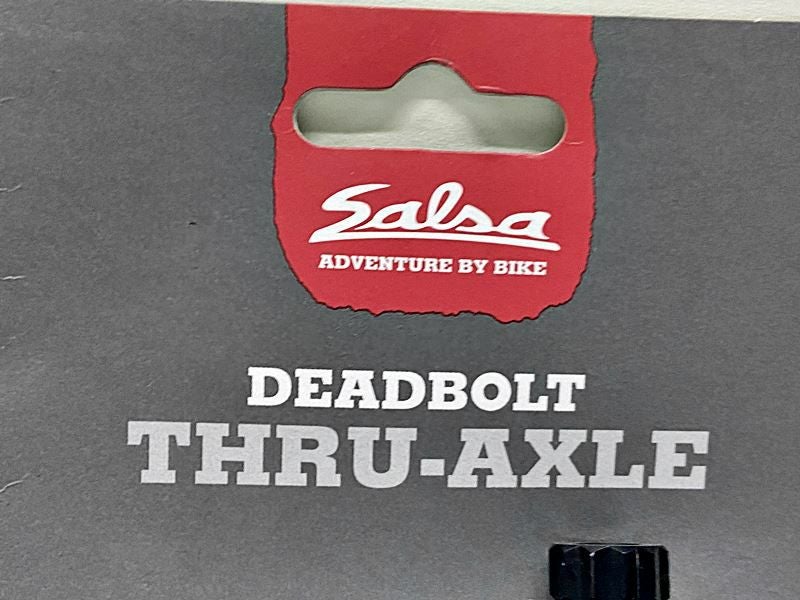 Salsa
ADVENTURE BY BIKE
DEADBOLT
THRU-AXLE